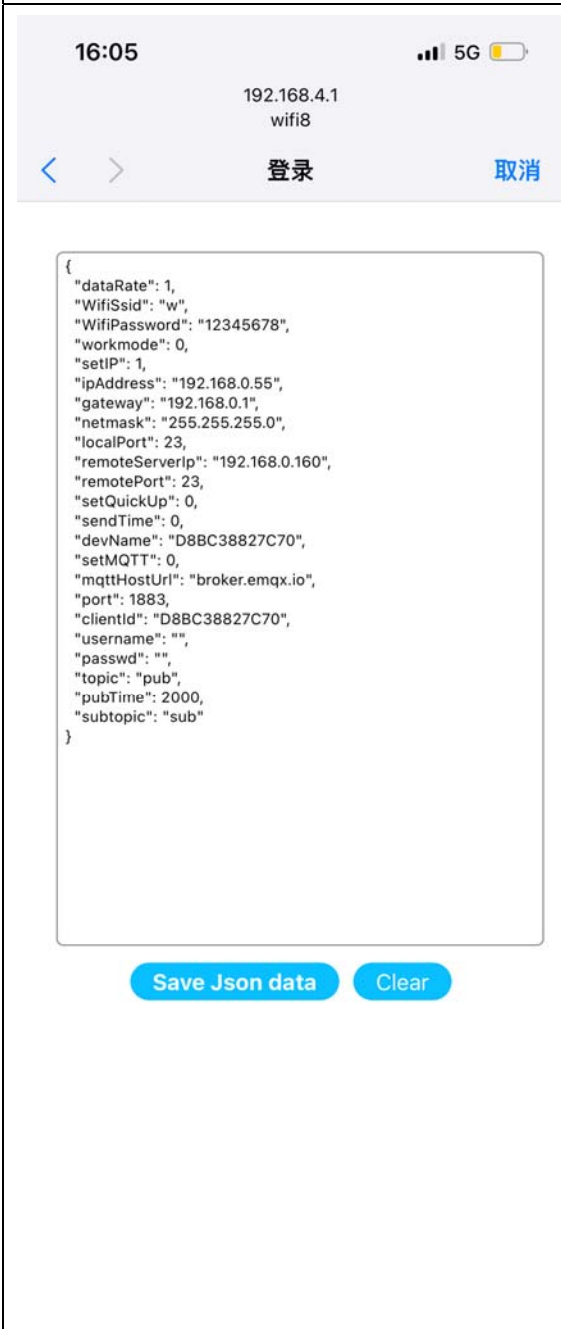 16:05
5G
192.168.4.1
wifi8
登录
取消
{
"dataRate": 1,
"WifiSsid": "w",
"WifiPassword": "12345678",
"workmode": 0,
"setIP": 1,
"ipAddress": "192.168.0.55",
"gateway": "192.168.0.1",
"netmask": "255.255.255.0",
"localPort": 23,
"remoteServerIp": "192.168.0.160",
"remotePort": 23,
"setQuickUp": 0,
"sendTime": 0,
"devName": "D8BC38827C70",
"setMQTT": 0,
"mqttHostUrl": "broker.emqx.io",
"port": 1883,
"clientId": "D8BC38827C70",
"username": "",
"passwd": "",
"topic": "pub",
"pubTime": 2000,
"subtopic": "sub"
}
Save Json data
Clear